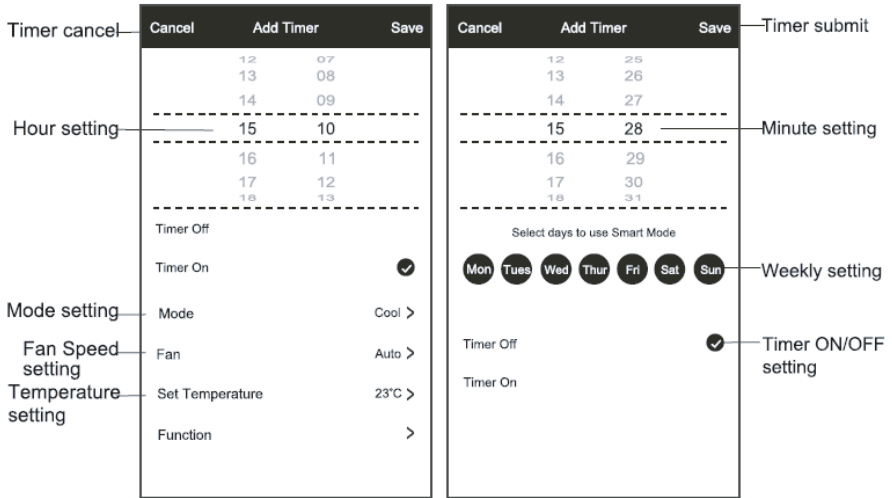 Timer cancel
Cancel Add Timer Save
12 07
13 08
14 09
Hour setting
15 10
16 11
17 12
18 13
Timer Off
Timer On
Mode setting
Mode Cool >
Fan Speed
setting
Fan Auto >
Temperature
setting
Set Temperature 23°C >
Function >
Cancel Add Timer Save
Timer submit
12 25
13 26
14 27
15 28
Minute setting
16 29
17 30
18 31
Select days to use Smart Mode
Mon Tues Wed Thur Fri Sat Sun
Weekly setting
Timer Off
Timer ON/OFF
setting
Timer On